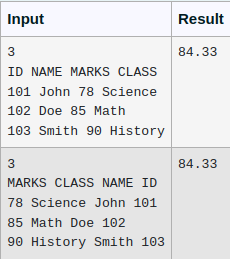 Input Result
3 84.33
ID NAME MARKS CLASS
101 John 78 Science
102 Doe 85 Math
103 Smith 90 History
3 84.33
MARKS CLASS NAME ID
78 Science John 101
85 Math Doe 102
90 History Smith 103